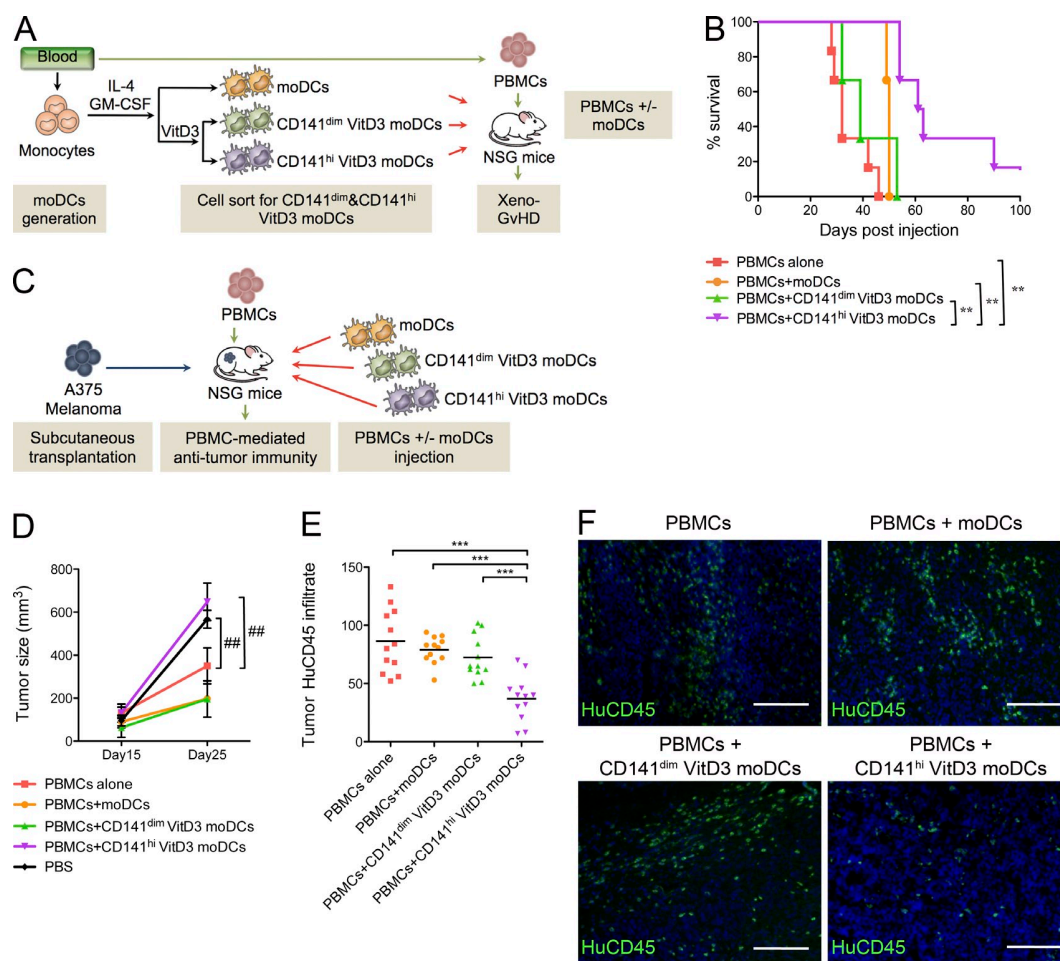 A
Blood
IL-4
GM-CSF
VitD3
Monocytes
moDCs
CD141dim VitD3 moDCs
CD141hi VitD3 moDCs
PBMCs
NSG mice
PBMCs +/-
moDCs
moDCs
generation
Cell sort for CD141dim&CD141hi
VitD3 moDCs
Xeno-
GvHD
B
% survival
100
80
60
40
20
0
0 20 40 60 80 100
Days post injection
PBMCs alone
PBMCs+moDCs
PBMCs+CD141dim VitD3 moDCs
PBMCs+CD141hi VitD3 moDCs
**
**
**
C
PBMCs
moDCs
CD141dim VitD3 moDCs
CD141hi VitD3 moDCs
A375
Melanoma
NSG mice
Subcutaneous
transplantation
PBMC-mediated
anti-tumor immunity
PBMCs +/- moDCs
injection
D
Tumor size (mm3)
800
600
400
200
0
Day15 Day25
##
##
PBMCs alone
PBMCs+moDCs
PBMCs+CD141dim VitD3 moDCs
PBMCs+CD141hi VitD3 moDCs
PBS
E
Tumor HuCD45 infiltrate
150
100
50
0
***
***
***
PBMCs alone
PBMCs+moDCs
PBMCs+CD141dim VitD3 moDCs
PBMCs+CD141hi VitD3 moDCs
F
PBMCs
HuCD45
PBMCs + moDCs
HuCD45
PBMCs +
CD141dim VitD3 moDCs
HuCD45
PBMCs +
CD141hi VitD3 moDCs
HuCD45